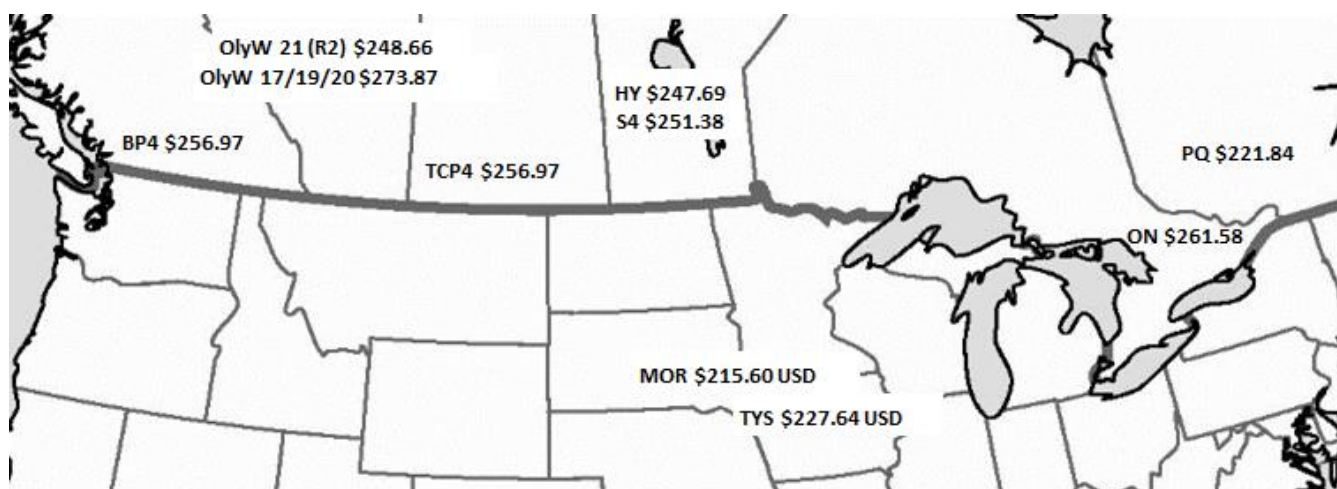 OlyW 21 (R2) $248.66
OlyW 17/19/20 $273.87
HY $247.69
S4 $251.38
BP4 $256.97
TCP4 $256.97
PQ $221.84
ON $261.58
MOR $215.60 USD
TYS $227.64 USD